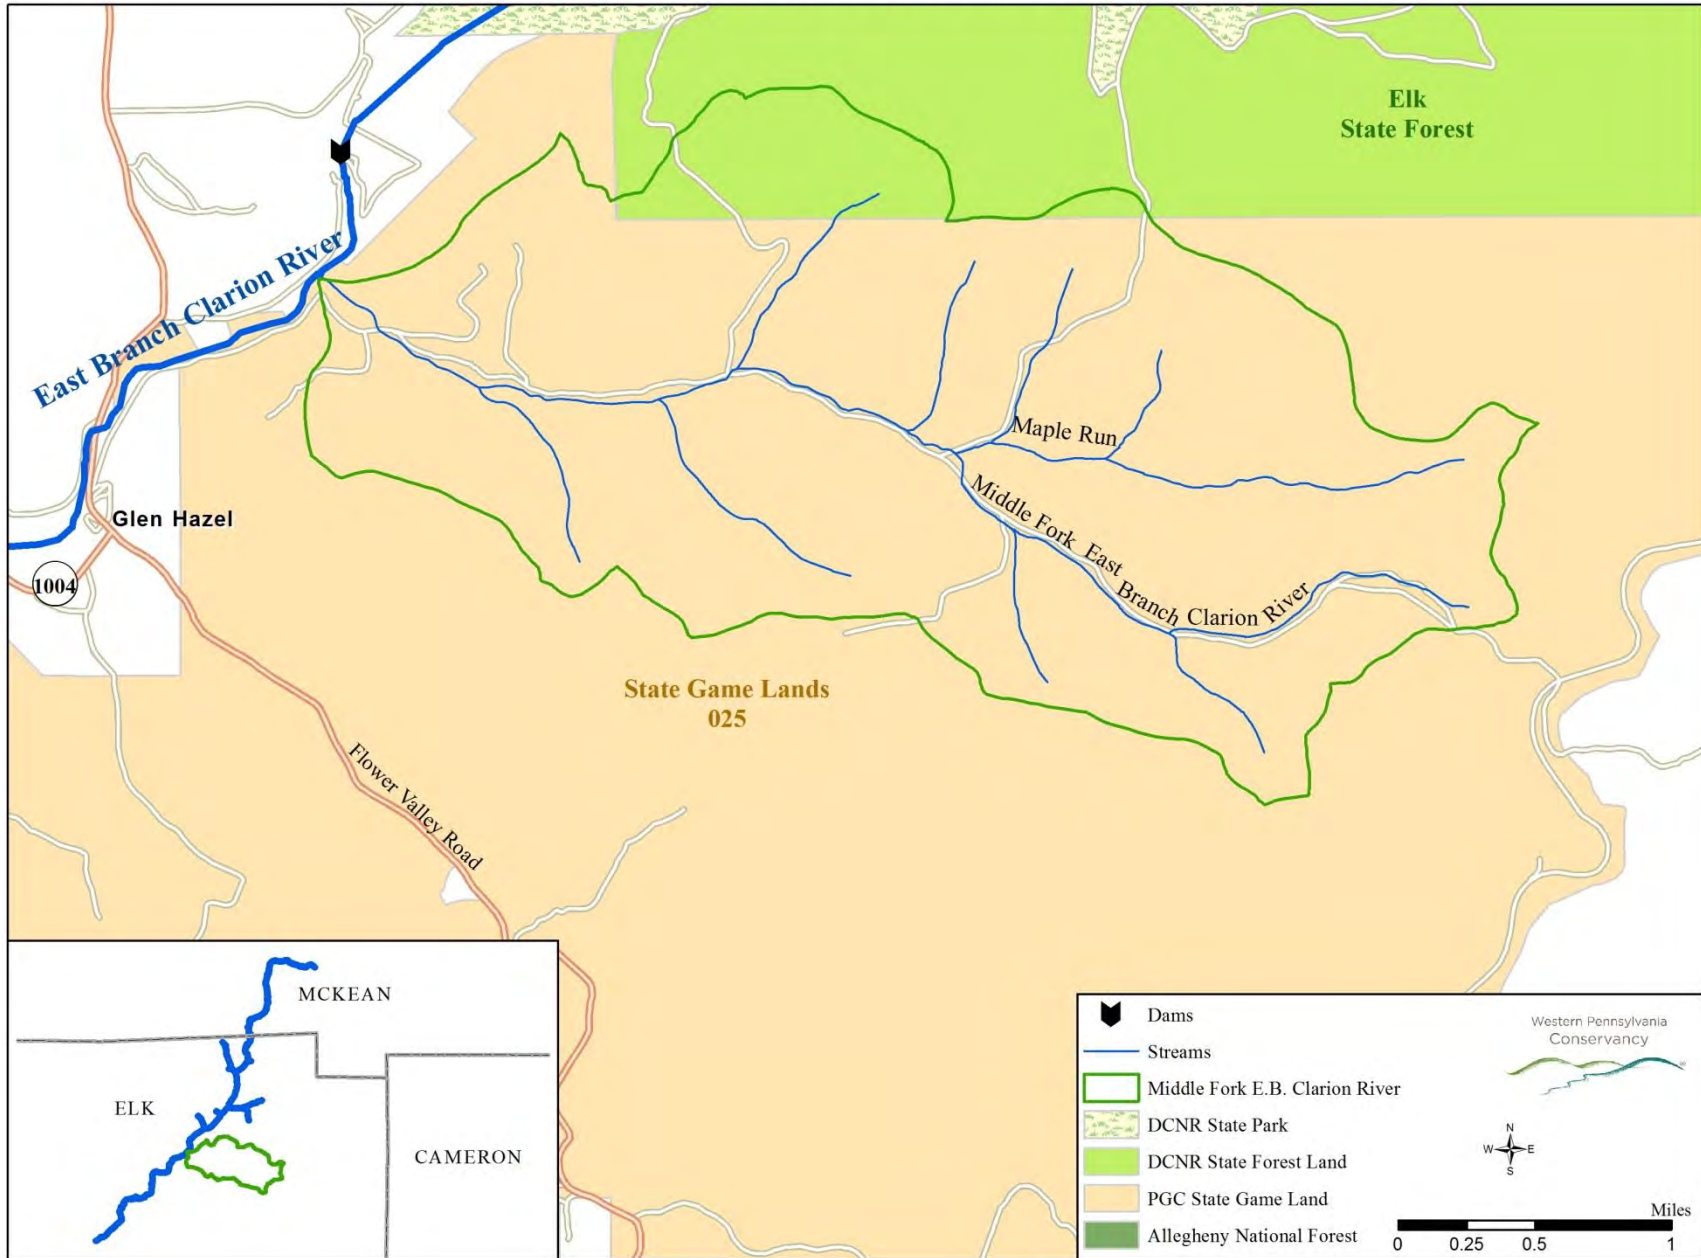 Elk
State Forest
East Branch Clarion River
Maple Run
Middle Fork East Branch Clarion River
Glen Hazel
1004
State Game Lands
025
Flower Valley Road
MCKEAN
ELK
CAMERON
Dams
Streams
Middle Fork E.B. Clarion River
DCNR State Park
DCNR State Forest Land
PGC State Game Land
Allegheny National Forest
Western Pennsylvania
Conservancy
N
W E
S
Miles
0 0.25 0.5 1